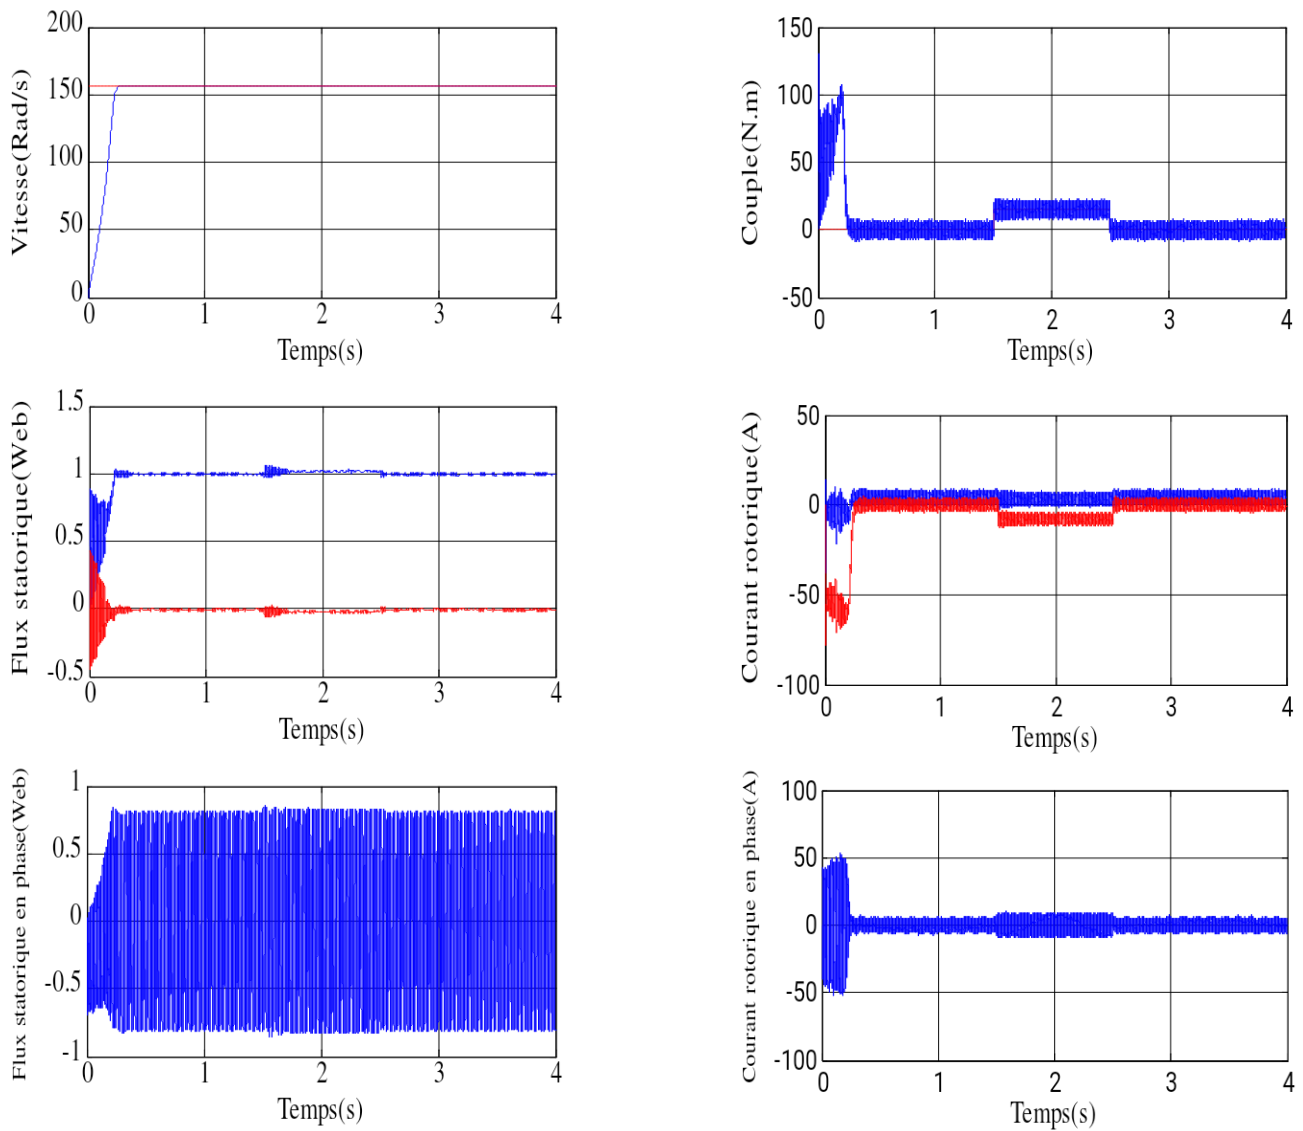 Vitesse(Rad/s)
200
150
100
50
0
0 1 2 3 4
Temps(s)
Couple(N.m)
150
100
50
0
-50
0 1 2 3 4
Temps(s)
Flux statorique(Web)
1.5
1
0.5
0
-0.5
0 1 2 3 4
Temps(s)
Courant rotorique(A)
50
0
-50
-100
0 1 2 3 4
Temps(s)
Flux statorique en phase(Web)
1
0.5
0
-0.5
-1
0 1 2 3 4
Temps(s)
Courant rotorique en phase(A)
100
50
0
-50
-100
0 1 2 3 4
Temps(s)